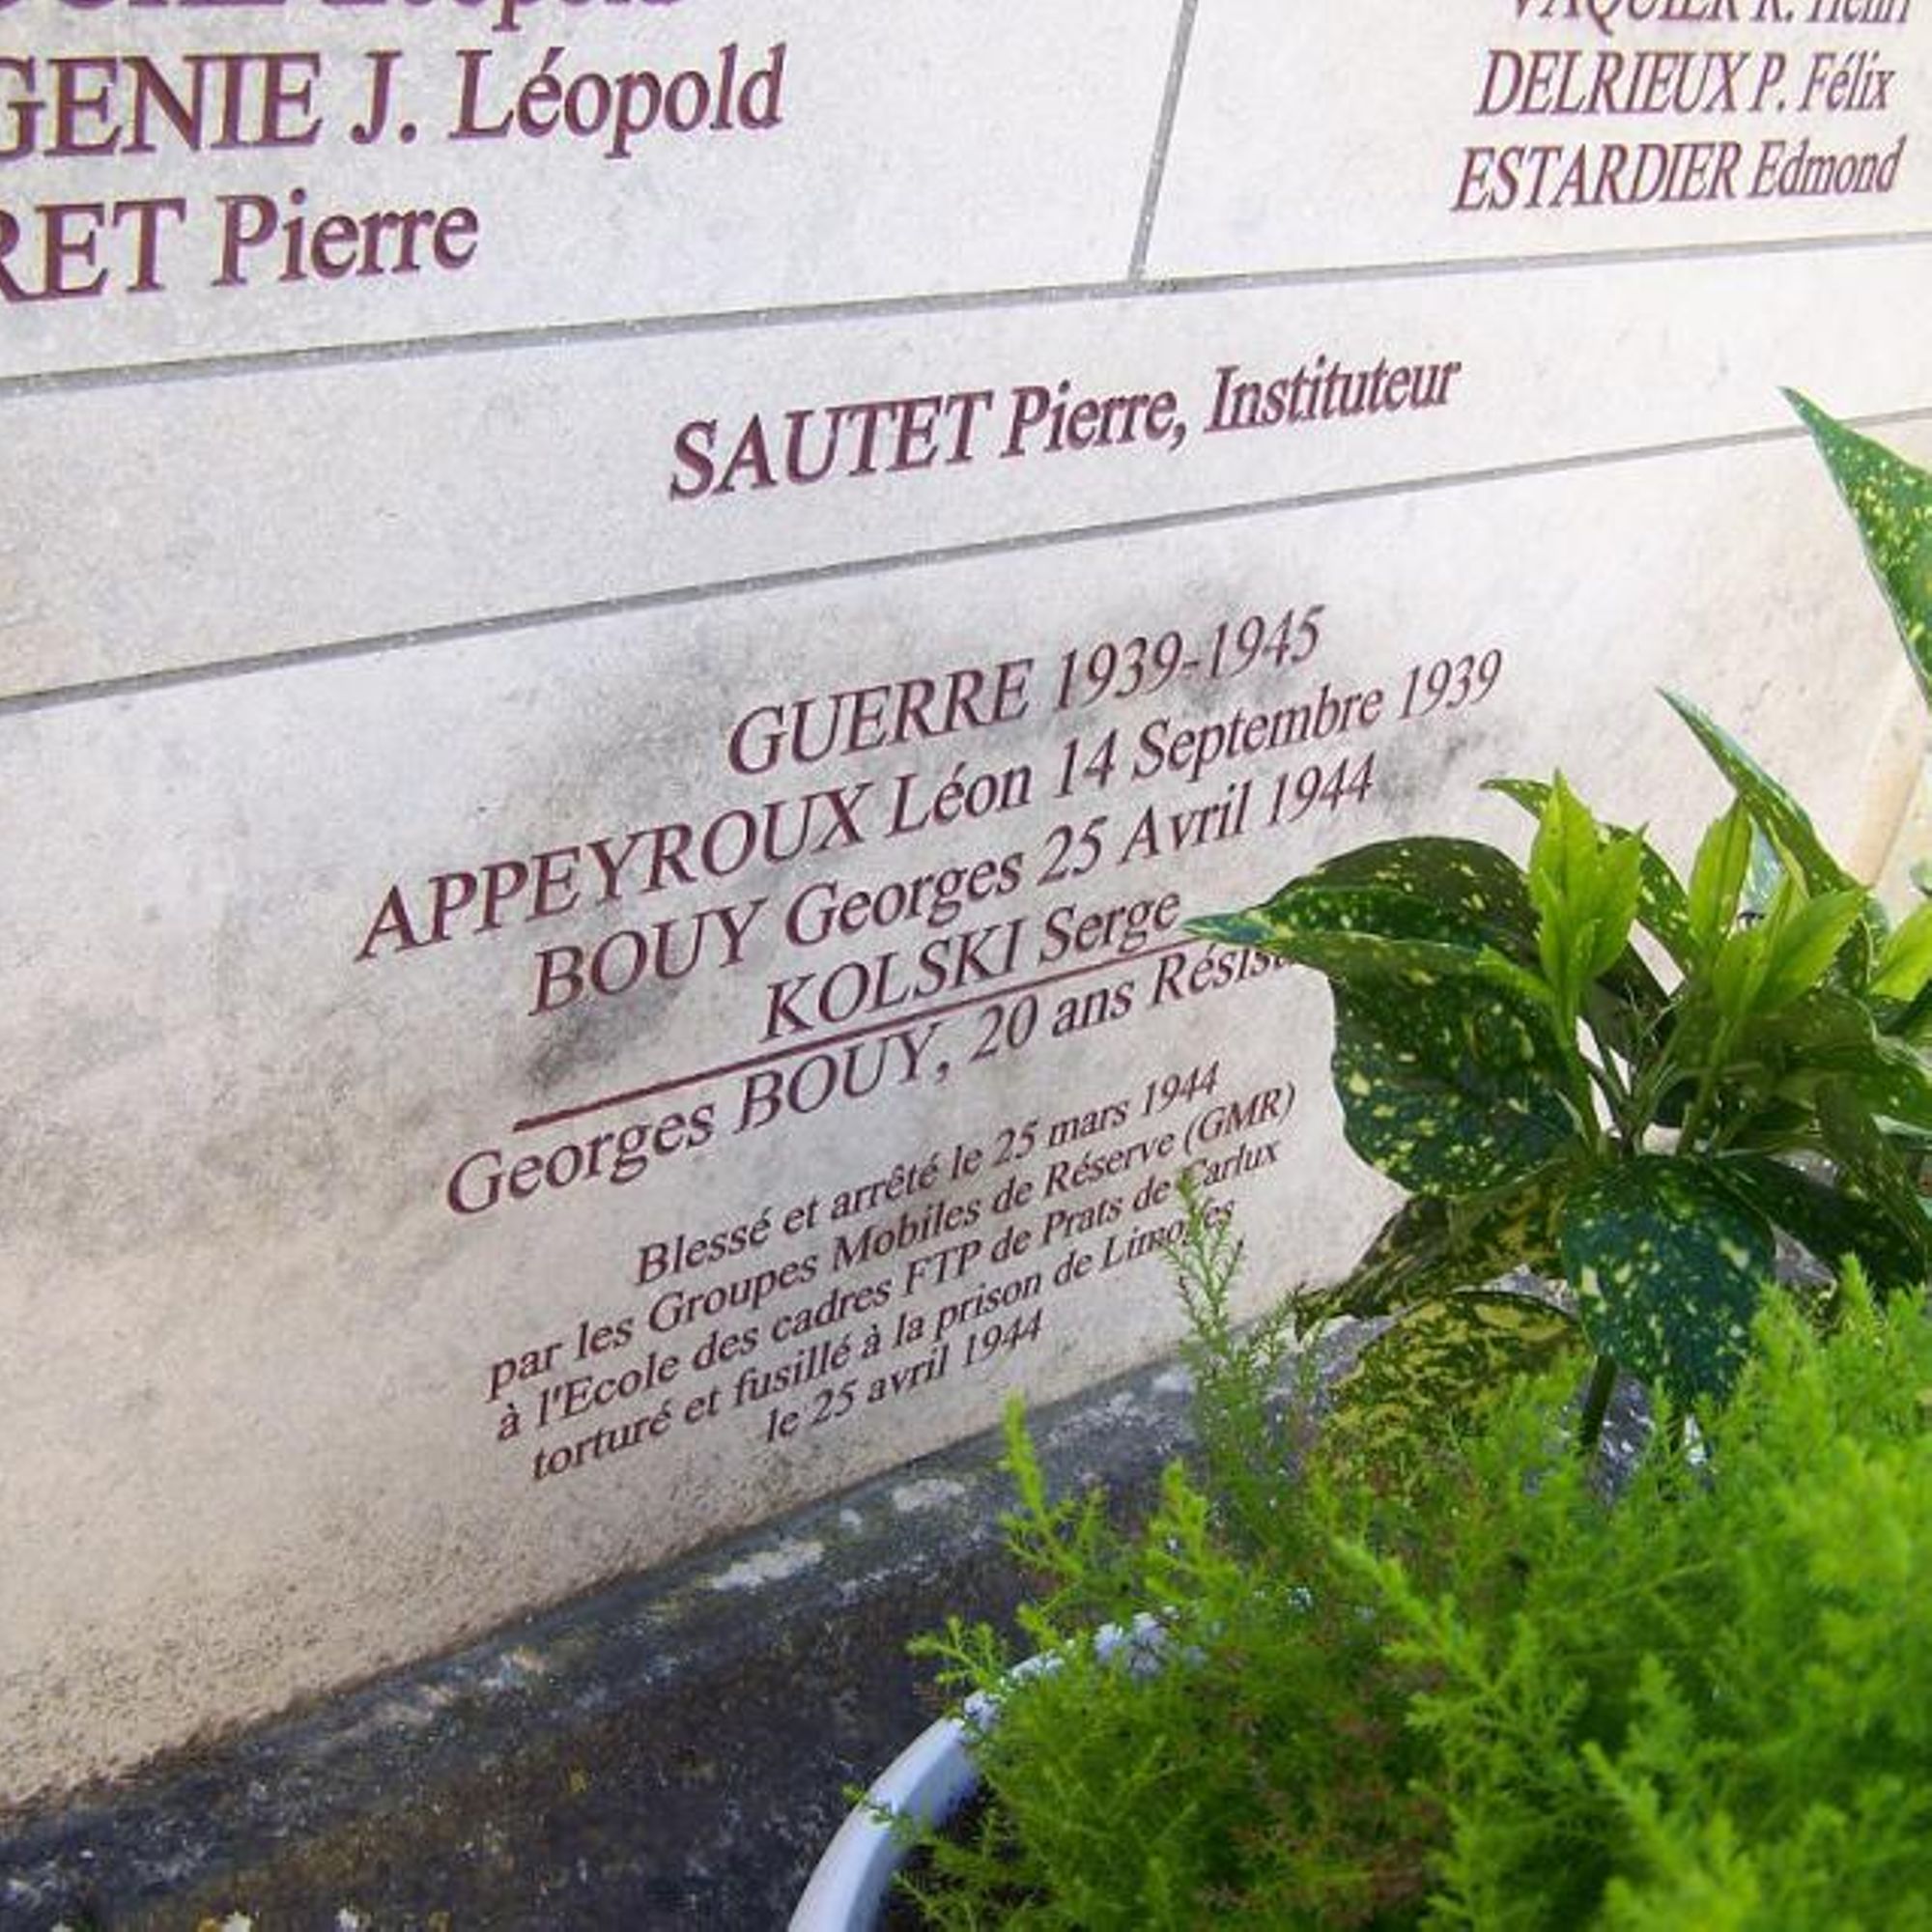 Léopold
GENIE J. Léopold
RET Pierre
VAQUIER R. Henri
DELRIEUX P. Félix
ESTARDIER Edmond
SAUTET Pierre, Instituteur
GUERRE 1939-1945
APPEYROUX Léon 14 Septembre 1939
BOUY Georges 25 Avril 1944
KOLSKI Serge
Georges BOUY, 20 ans
Blessé et arrêté le 25 mars 1944
par les Groupes Mobiles de Réserve (GMR)
à l'Ecole des cadres FTP de Prats de Carlux
torturé et fusillé à la prison de Limoges
le 25 avril 1944